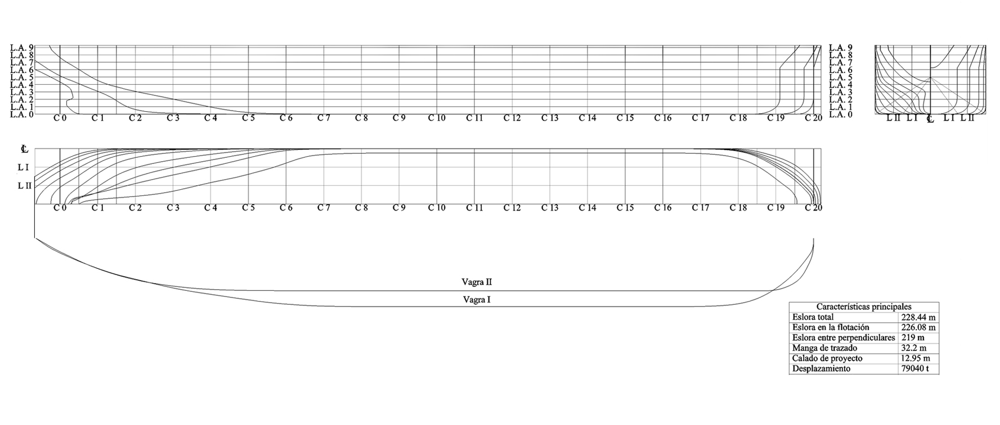 L.A. 9 L.A. 9
L.A. 8 L.A. 8
L.A. 7 L.A. 7
L.A. 6 L.A. 6
L.A. 5 L.A. 5
L.A. 4 L.A. 4
L.A. 3 L.A. 3
L.A. 2 L.A. 2
L.A. 1 L.A. 1
L.A. 0 L.A. 0
C 0 C 1 C 2 C 3 C 4 C 5 C 6 C 7 C 8 C 9 C 10 C 11 C 12 C 13 C 14 C 15 C 16 C 17 C 18 C 19 C 20 L II L I ℄ L I L II
℄
L I
L II
C 0 C 1 C 2 C 3 C 4 C 5 C 6 C 7 C 8 C 9 C 10 C 11 C 12 C 13 C 14 C 15 C 16 C 17 C 18 C 19 C 20
Vagra II
Vagra I
Características principales
Eslora total 228.44 m
Eslora en la flotación 226.08 m
Eslora entre perpendiculares 219 m
Manga de trazado 32.2 m
Calado de proyecto 12.95 m
Desplazamiento 79040 t